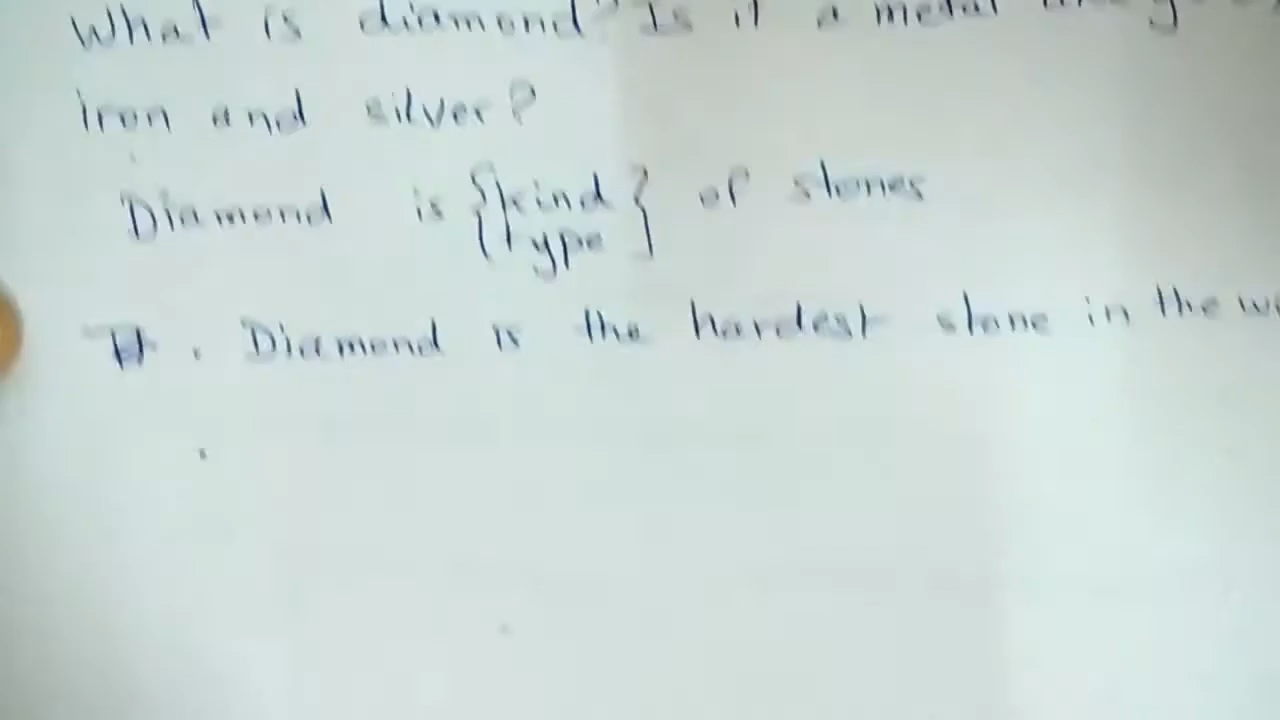 What is diamond? Is it a metal
iron and silver?
Diamond is {kind} of stones
type
It. Diamond is the hardest stone in the